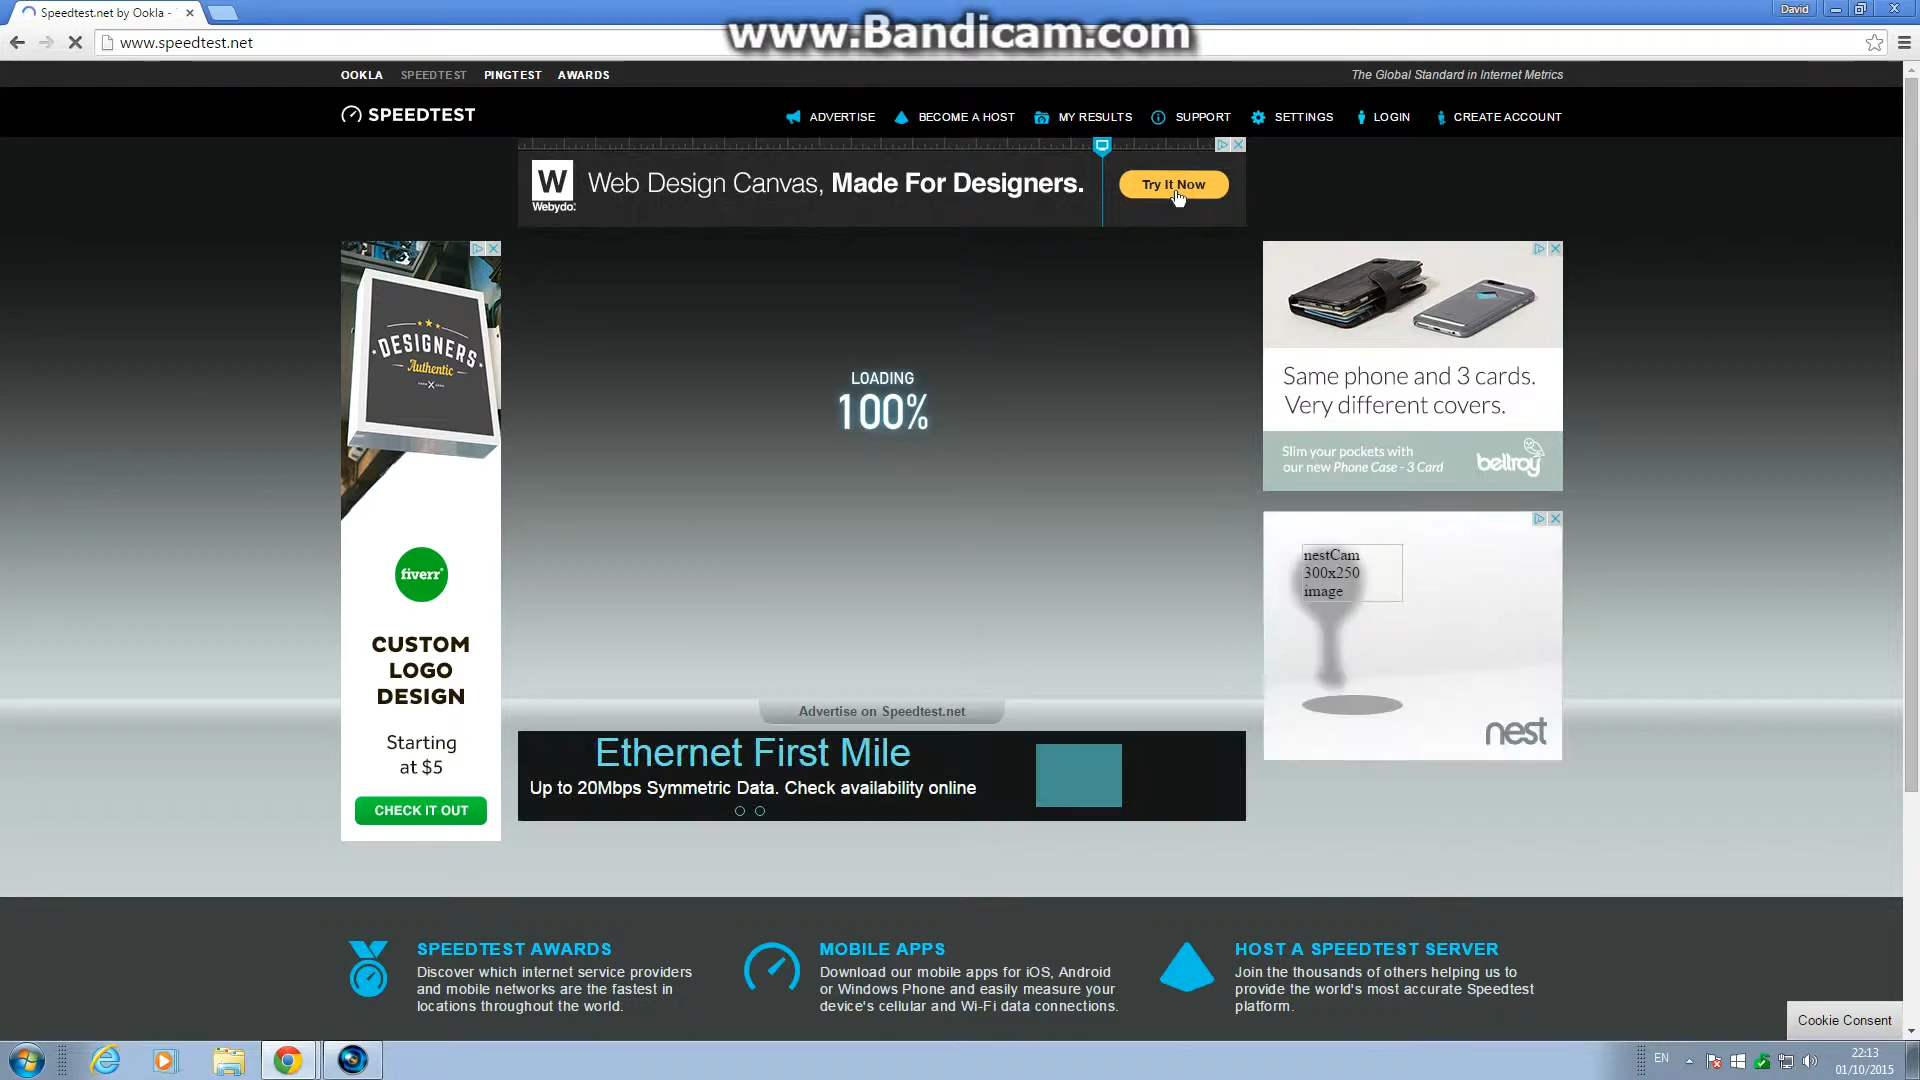 Speedtest.net by Ookla -
David
www.Bandicam.com
www.speedtest.net
OOKLA SPEEDTEST PINGTEST AWARDS
The Global Standard in Internet Metrics
SPEEDTEST
ADVERTISE BECOME A HOST MY RESULTS SUPPORT SETTINGS LOGIN CREATE ACCOUNT
W
Webydo
Web Design Canvas, Made For Designers.
Try It Now
DESIGNERS
Authentic
fiverr
CUSTOM
LOGO
DESIGN
Starting
at $5
CHECK IT OUT
LOADING
100%
Same phone and 3 cards.
Very different covers.
Slim your pockets with
our new Phone Case - 3 Card
bellroy
nestCam
300x250
image
nest
Advertise on Speedtest.net
Ethernet First Mile
Up to 20Mbps Symmetric Data. Check availability online
SPEEDTEST AWARDS
Discover which internet service providers
and mobile networks are the fastest in
locations throughout the world.
MOBILE APPS
Download our mobile apps for iOS, Android
or Windows Phone and easily measure your
device's cellular and Wi-Fi data connections.
HOST A SPEEDTEST SERVER
Join the thousands of others helping us to
provide the world's most accurate Speedtest
platform.
Cookie Consent
EN
22:13
01/10/2015